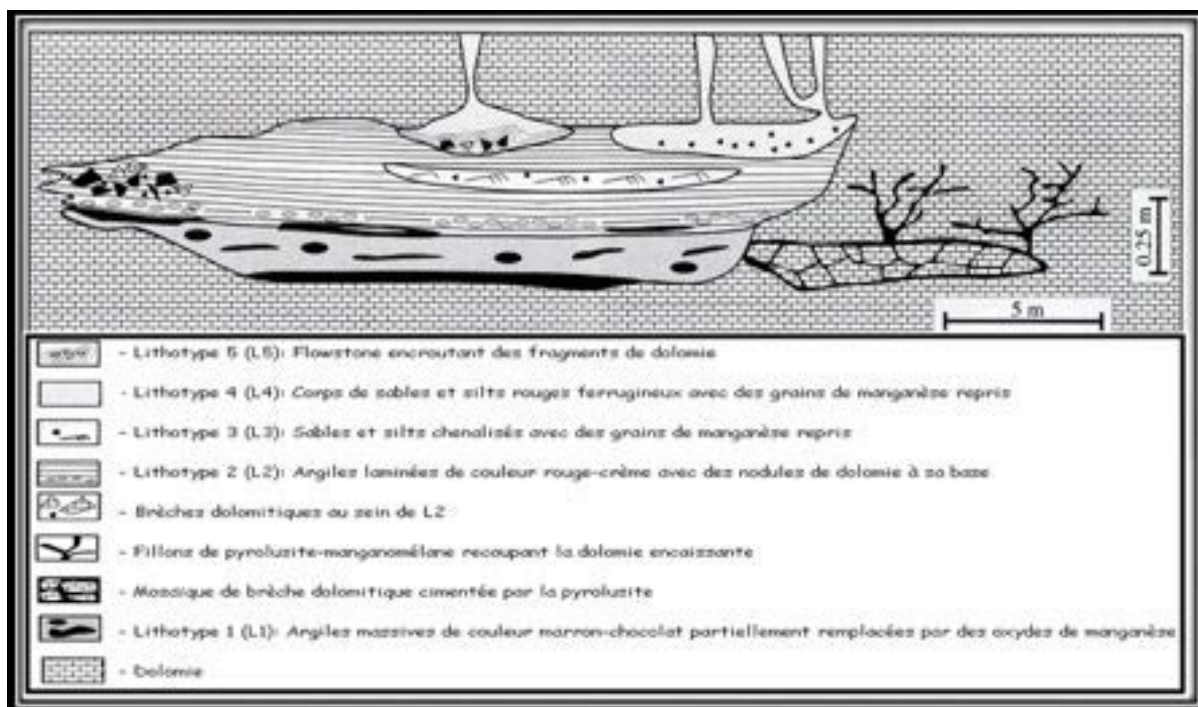 0.25 m
5 m
- Lithotype 5 (L5): Flowstone encroutant des fragments de dolomie
- Lithotype 4 (L4): Corps de sables et silts rouges ferrugineux avec des grains de manganèse repris
- Lithotype 3 (L3): Sables et silts chenalisés avec des grains de manganèse repris
- Lithotype 2 (L2): Argiles laminées de couleur rouge-crème avec des nodules de dolomie à sa base
- Brèches dolomitiques au sein de L2
- Fillons de pyrolusite-manganomélane recoupant la dolomie encaissante
- Mosaique de brèche dolomitique cimentée par la pyrolusite
- Lithotype 1 (L1): Argiles massives de couleur marron-chocolat partiellement remplacées par des oxydes de manganèse
- Dolomie